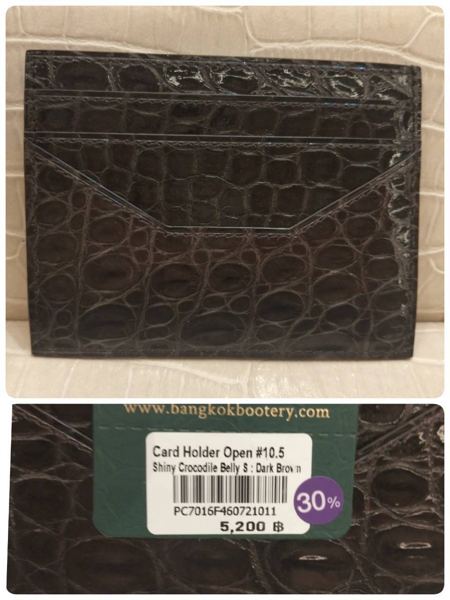 www.bangkokbootery.com
Card Holder Open #10.5
Shiny Crocodile Belly S : Dark Brown
PC7016F460721011
5,200 ฿
30%